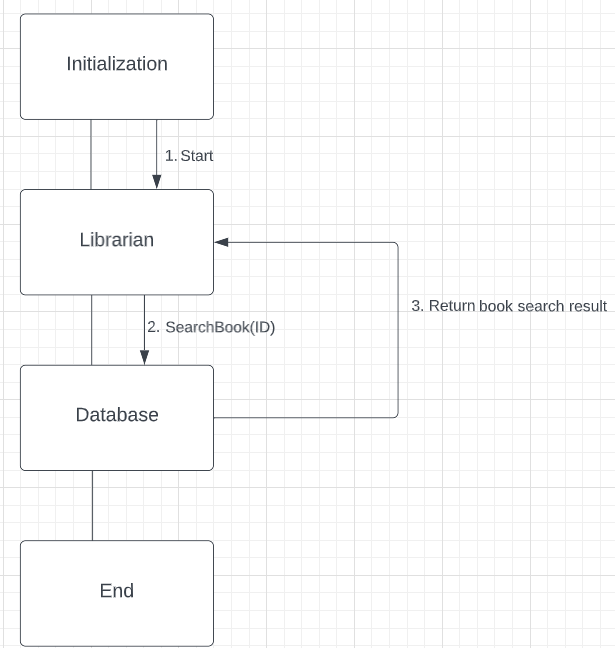 Initialization
1. Start
Librarian
3. Return book search result
2. SearchBook(ID)
Database
End